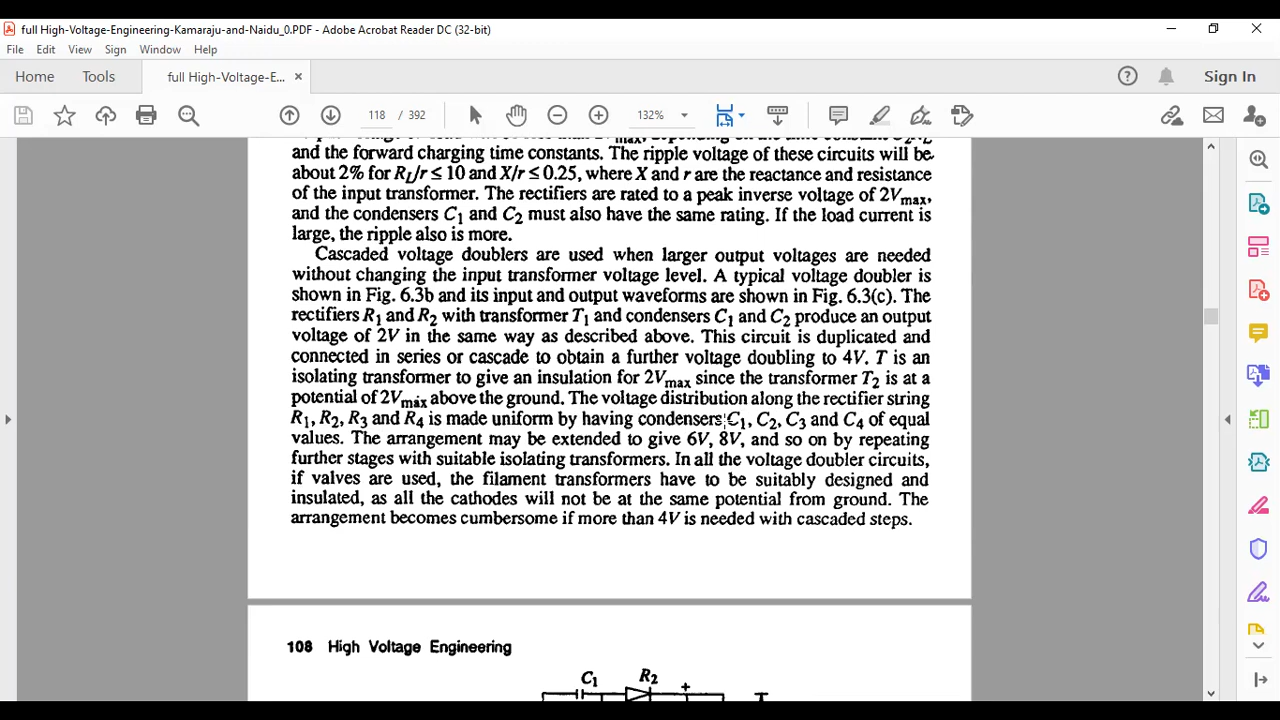 full High-Voltage-Engineering-Kamaraju-and-Naidu_0.PDF - Adobe Acrobat Reader DC (32-bit)
File Edit View Sign Window Help
Home Tools full High-Voltage-E... × Sign In
118 / 392 132%
and the forward charging time constants. The ripple voltage of these circuits will be
about 2% for R_L/r ≤ 10 and X/r ≤ 0.25, where X and r are the reactance and resistance
of the input transformer. The rectifiers are rated to a peak inverse voltage of 2Vmax,
and the condensers C1 and C2 must also have the same rating. If the load current is
large, the ripple also is more.
Cascaded voltage doublers are used when larger output voltages are needed
without changing the input transformer voltage level. A typical voltage doubler is
shown in Fig. 6.3b and its input and output waveforms are shown in Fig. 6.3(c). The
rectifiers R1 and R2 with transformer T1 and condensers C1 and C2 produce an output
voltage of 2V in the same way as described above. This circuit is duplicated and
connected in series or cascade to obtain a further voltage doubling to 4V. T is an
isolating transformer to give an insulation for 2Vmax since the transformer T2 is at a
potential of 2Vmax above the ground. The voltage distribution along the rectifier string
R1, R2, R3 and R4 is made uniform by having condensers C1, C2, C3 and C4 of equal
values. The arrangement may be extended to give 6V, 8V, and so on by repeating
further stages with suitable isolating transformers. In all the voltage doubler circuits,
if valves are used, the filament transformers have to be suitably designed and
insulated, as all the cathodes will not be at the same potential from ground. The
arrangement becomes cumbersome if more than 4V is needed with cascaded steps.
108 High Voltage Engineering
C1 R2
+